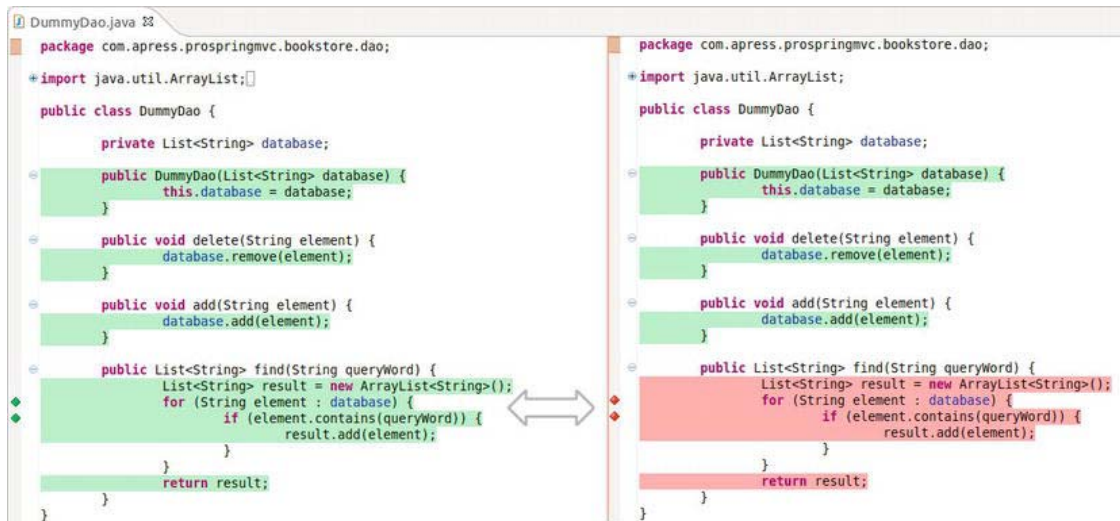 DummyDao.java
package com.apress.prospringmvc.bookstore.dao;
import java.util.ArrayList;
public class DummyDao {
private List<String> database;
public DummyDao(List<String> database) {
this.database = database;
}
public void delete(String element) {
database.remove(element);
}
public void add(String element) {
database.add(element);
}
public List<String> find(String queryWord) {
List<String> result = new ArrayList<String>();
for (String element : database) {
if (element.contains(queryWord)) {
result.add(element);
}
}
return result;
}
}
package com.apress.prospringmvc.bookstore.dao;
import java.util.ArrayList;
public class DummyDao {
private List<String> database;
public DummyDao(List<String> database) {
this.database = database;
}
public void delete(String element) {
database.remove(element);
}
public void add(String element) {
database.add(element);
}
public List<String> find(String queryWord) {
List<String> result = new ArrayList<String>();
for (String element : database) {
if (element.contains(queryWord)) {
result.add(element);
}
}
return result;
}
}